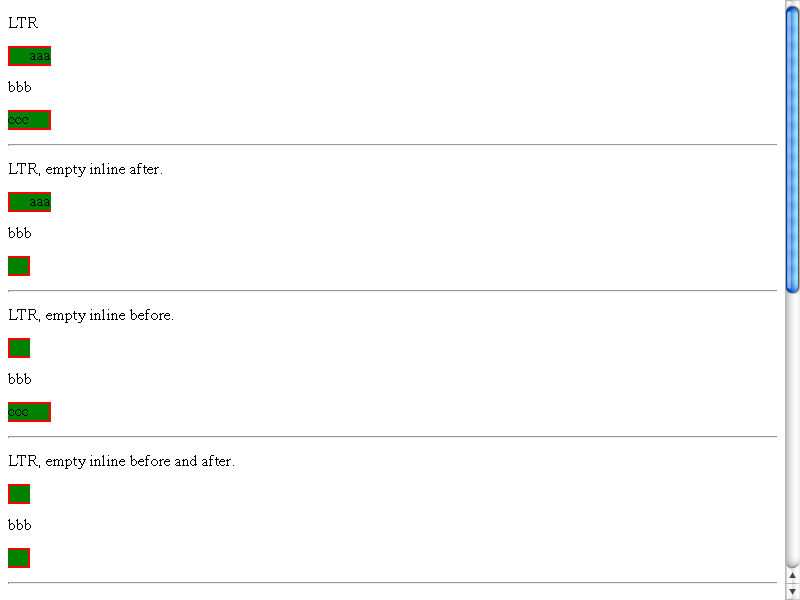 LTR
aaa
bbb
ccc
LTR, empty inline after.
aaa
bbb
LTR, empty inline before.
bbb
ccc
LTR, empty inline before and after.
bbb